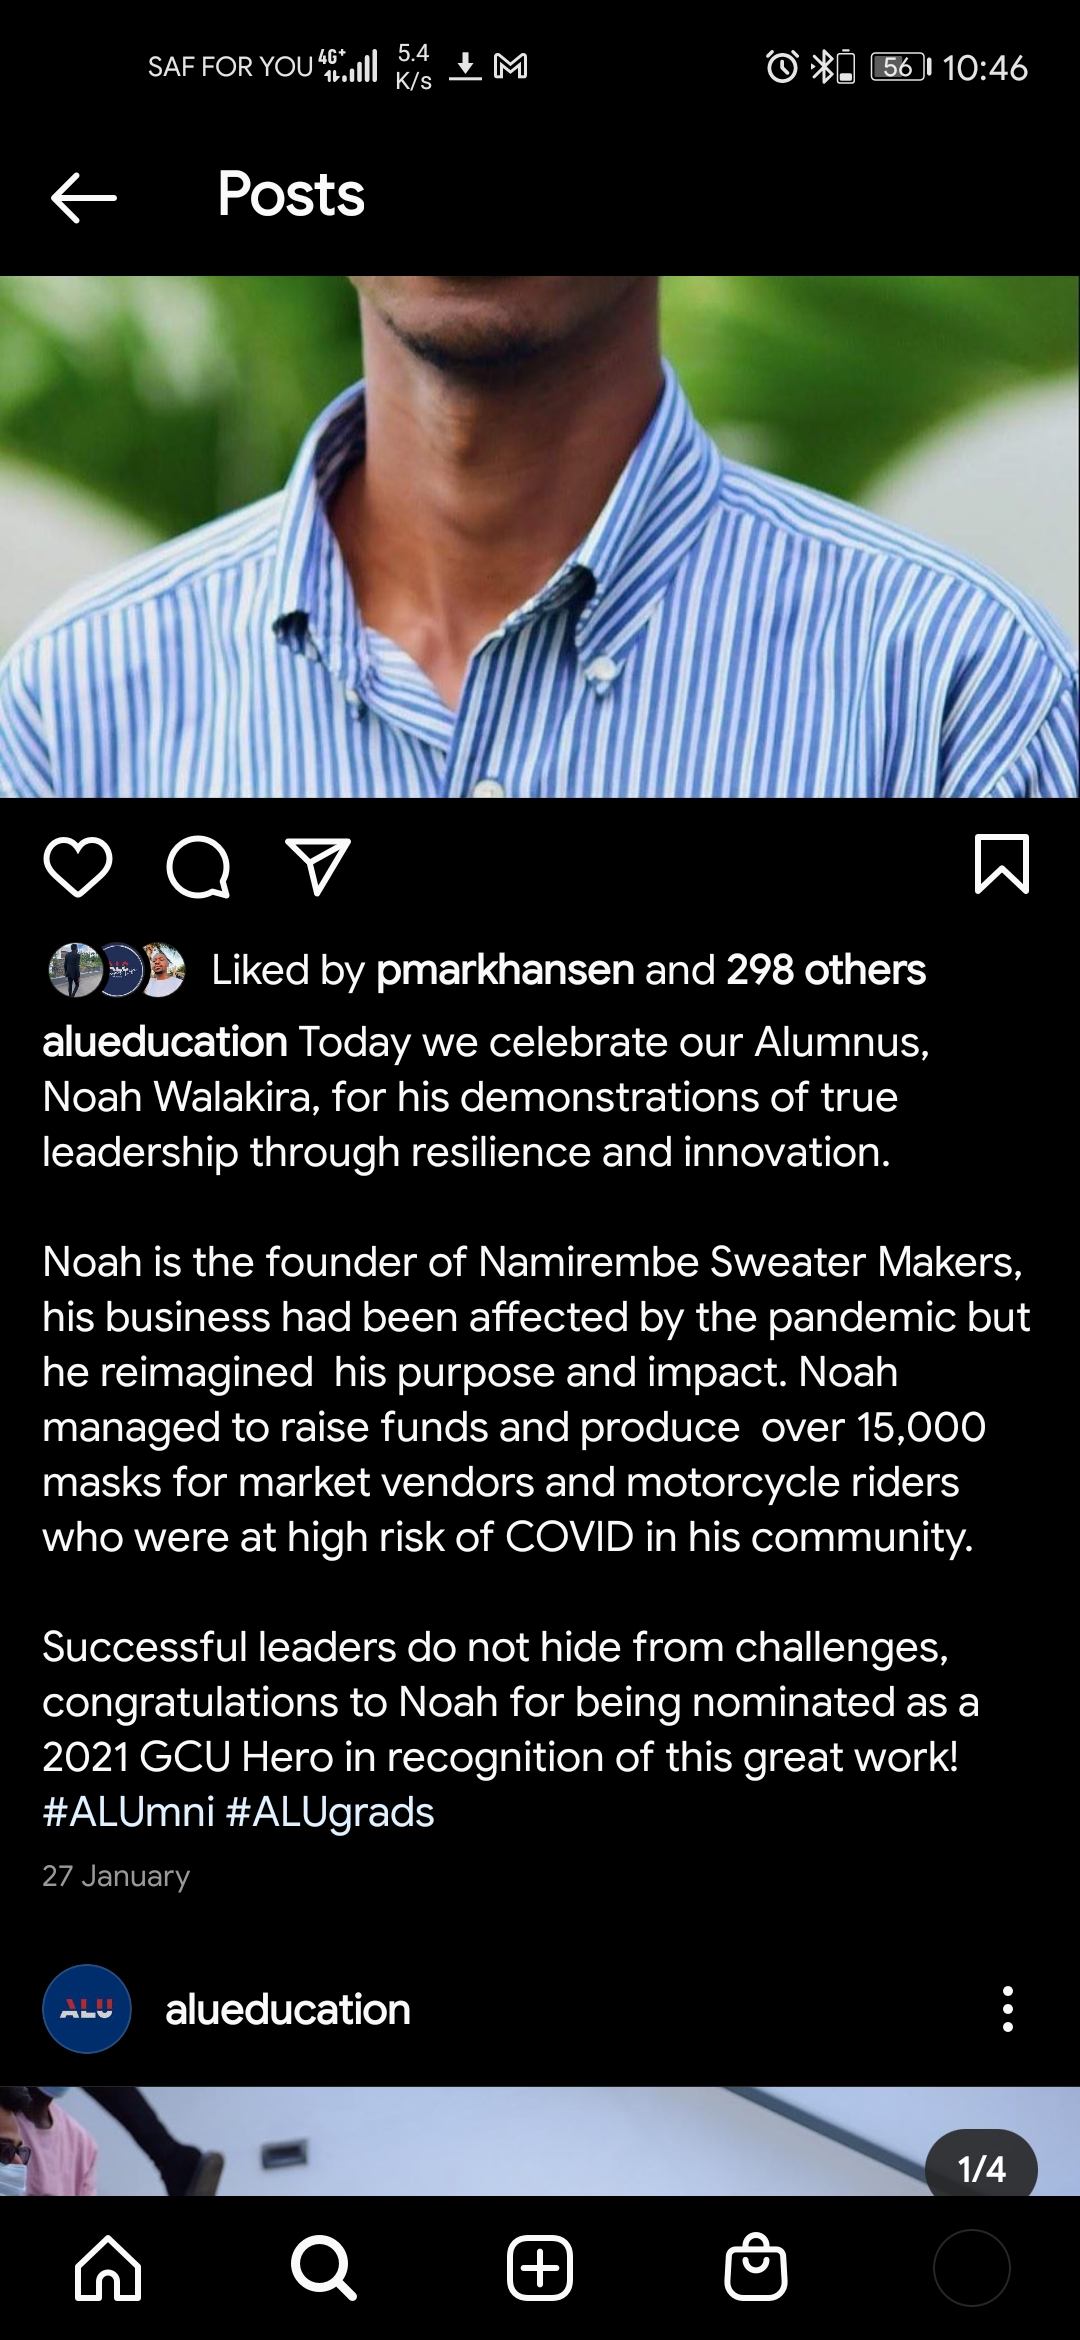 SAF FOR YOU 4G+ 5.4 K/s 56 10:46
Posts
Liked by pmarkhansen and 298 others
alueducation Today we celebrate our Alumnus,
Noah Walakira, for his demonstrations of true
leadership through resilience and innovation.
Noah is the founder of Namirembe Sweater Makers,
his business had been affected by the pandemic but
he reimagined  his purpose and impact. Noah
managed to raise funds and produce  over 15,000
masks for market vendors and motorcycle riders
who were at high risk of COVID in his community.
Successful leaders do not hide from challenges,
congratulations to Noah for being nominated as a
2021 GCU Hero in recognition of this great work!
#ALUmni #ALUgrads
27 January
ALU alueducation
1/4